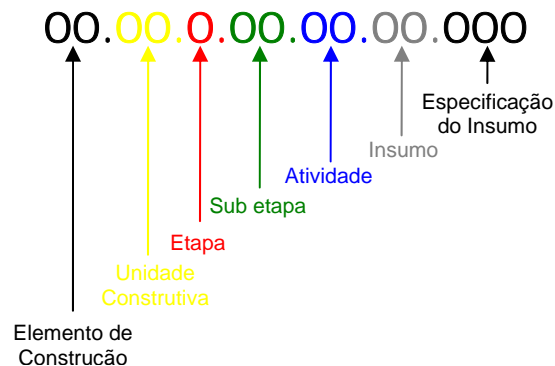 00.00.0.00.00.00.000
Especificação
do Insumo
Insumo
Atividade
Sub etapa
Etapa
Unidade
Construtiva
Elemento de
Construção